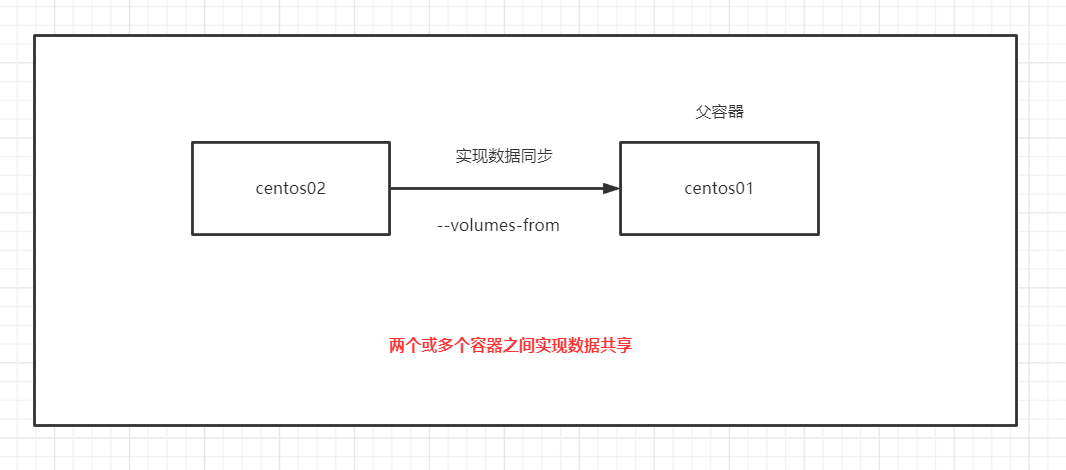 父容器
实现数据同步
centos02
centos01
--volumes-from
两个或多个容器之间实现数据共享